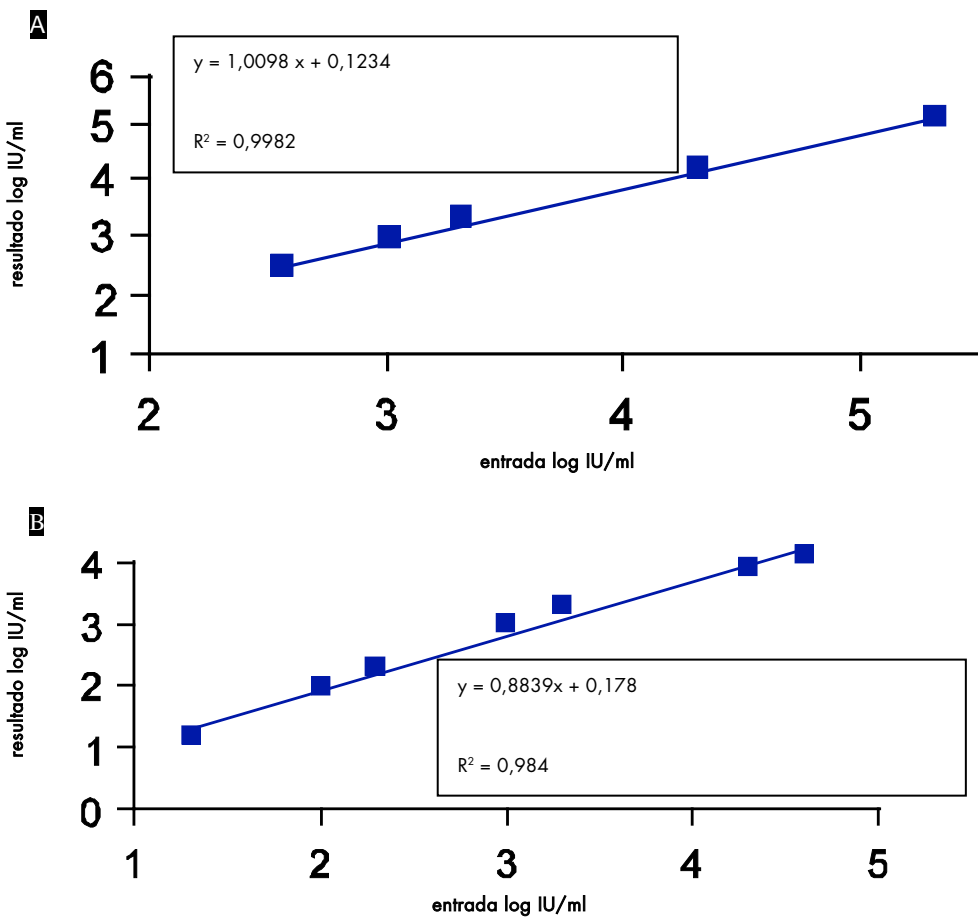 A
y = 1,0098 x + 0,1234
R² = 0,9982
resultado log IU/ml
6
5
4
3
2
1
2 3 4 5
entrada log IU/ml
B
resultado log IU/ml
4
3
2
1
0
y = 0,8839x + 0,178
R² = 0,984
1 2 3 4 5
entrada log IU/ml